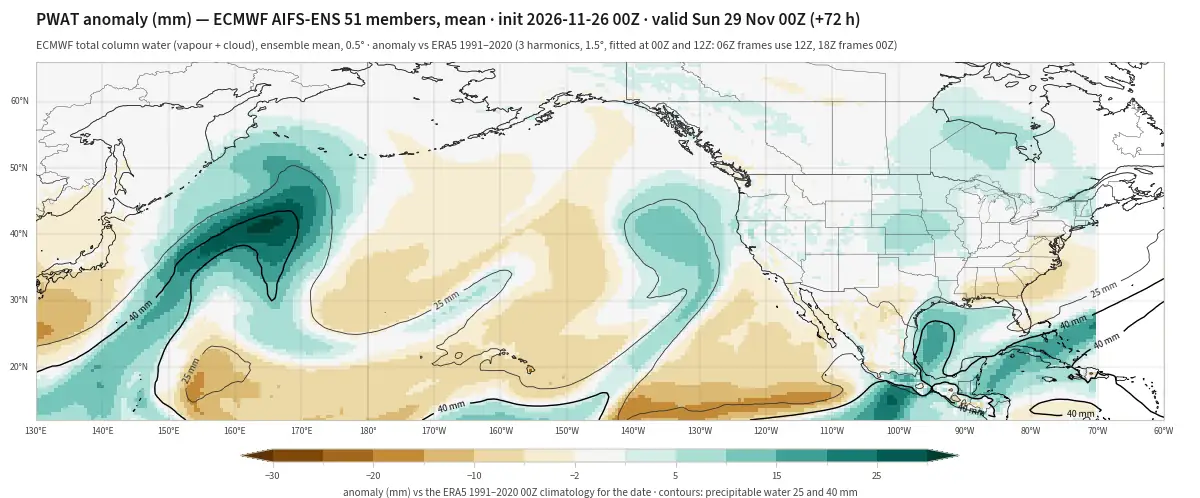 PWAT anomaly (mm) — ECMWF AIFS-ENS 51 members, mean · init 2026-11-26 00Z · valid Sun 29 Nov 00Z (+72 h)
ECMWF total column water (vapour + cloud), ensemble mean, 0.5° · anomaly vs ERA5 1991–2020 (3 harmonics, 1.5°, fitted at 00Z and 12Z: 06Z frames use 12Z, 18Z frames 00Z)
60°N
50°N
40°N
30°N
20°N
40 mm
25 mm
25 mm
40 mm
25 mm
40 mm
40 mm
40 mm
40 mm
130°E 140°E 150°E 160°E 170°E 180° 170°W 160°W 150°W 140°W 130°W 120°W 110°W 100°W 90°W 80°W 70°W 60°W
−30 −20 −10 −2 5 15 25
anomaly (mm) vs the ERA5 1991–2020 00Z climatology for the date · contours: precipitable water 25 and 40 mm